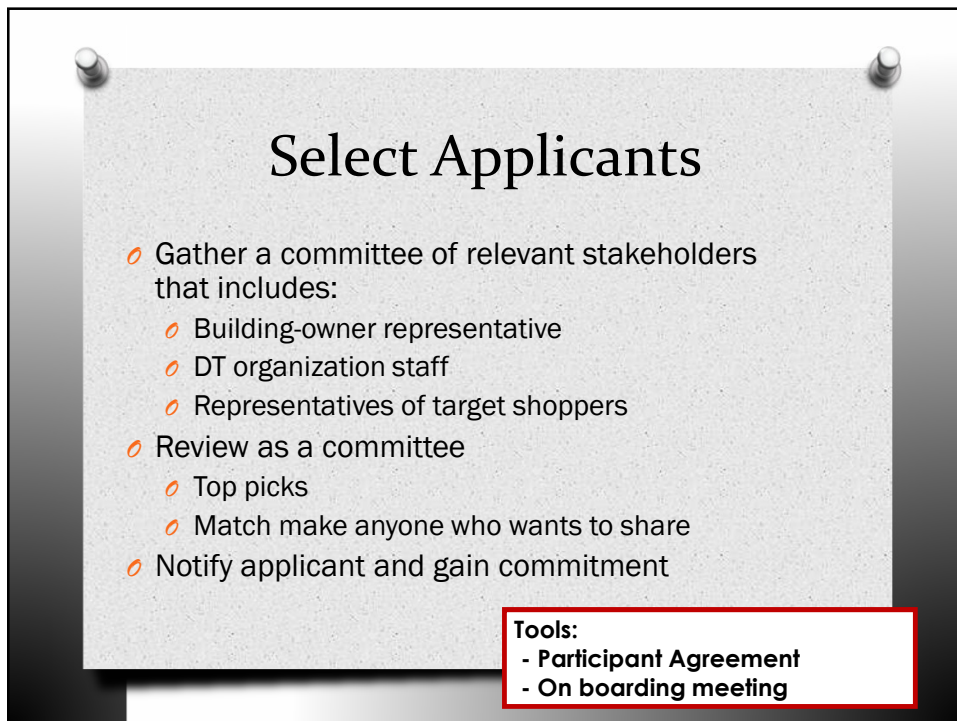 Select Applicants
Gather a committee of relevant stakeholders
that includes:
Building-owner representative
DT organization staff
Representatives of target shoppers
Review as a committee
Top picks
Match make anyone who wants to share
Notify applicant and gain commitment
Tools:
- Participant Agreement
- On boarding meeting